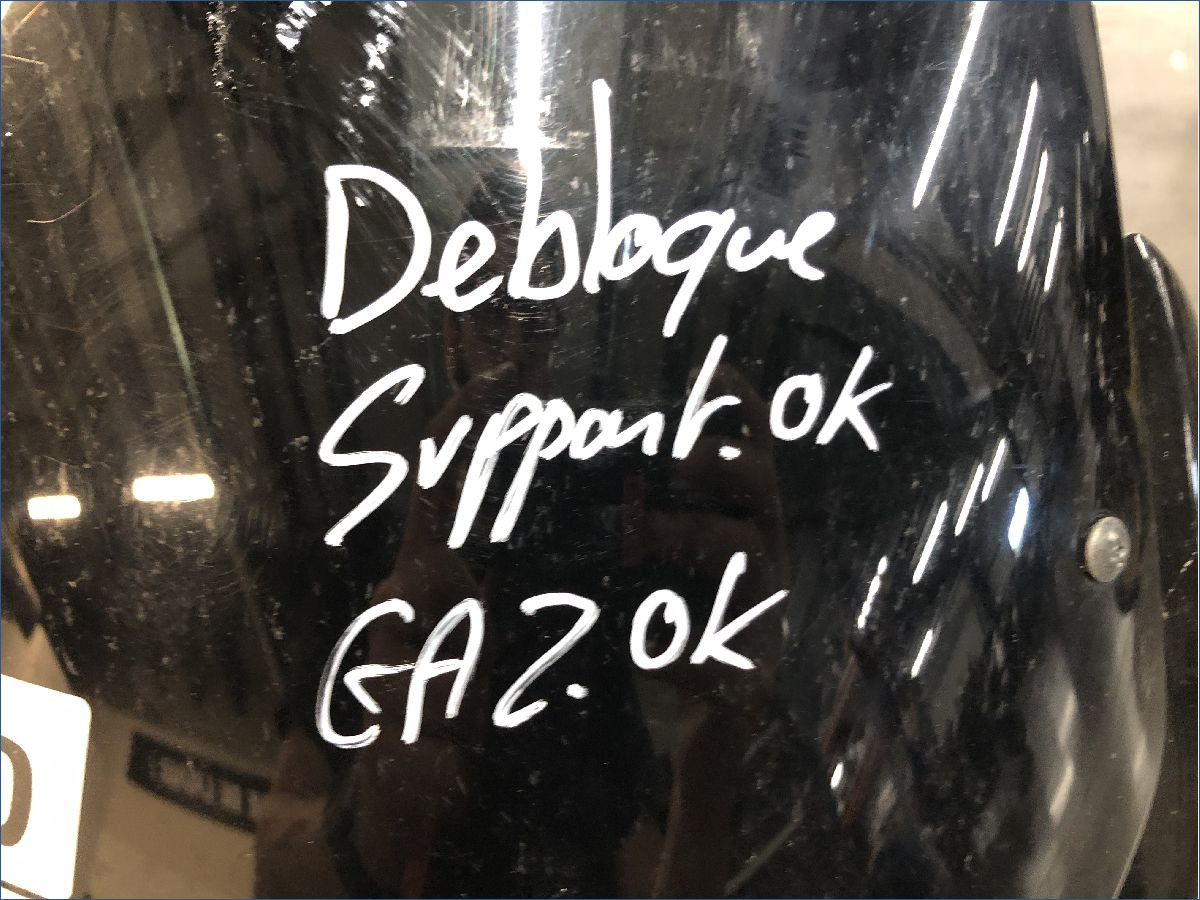 Debloque
Support. OK
GAZ. OK